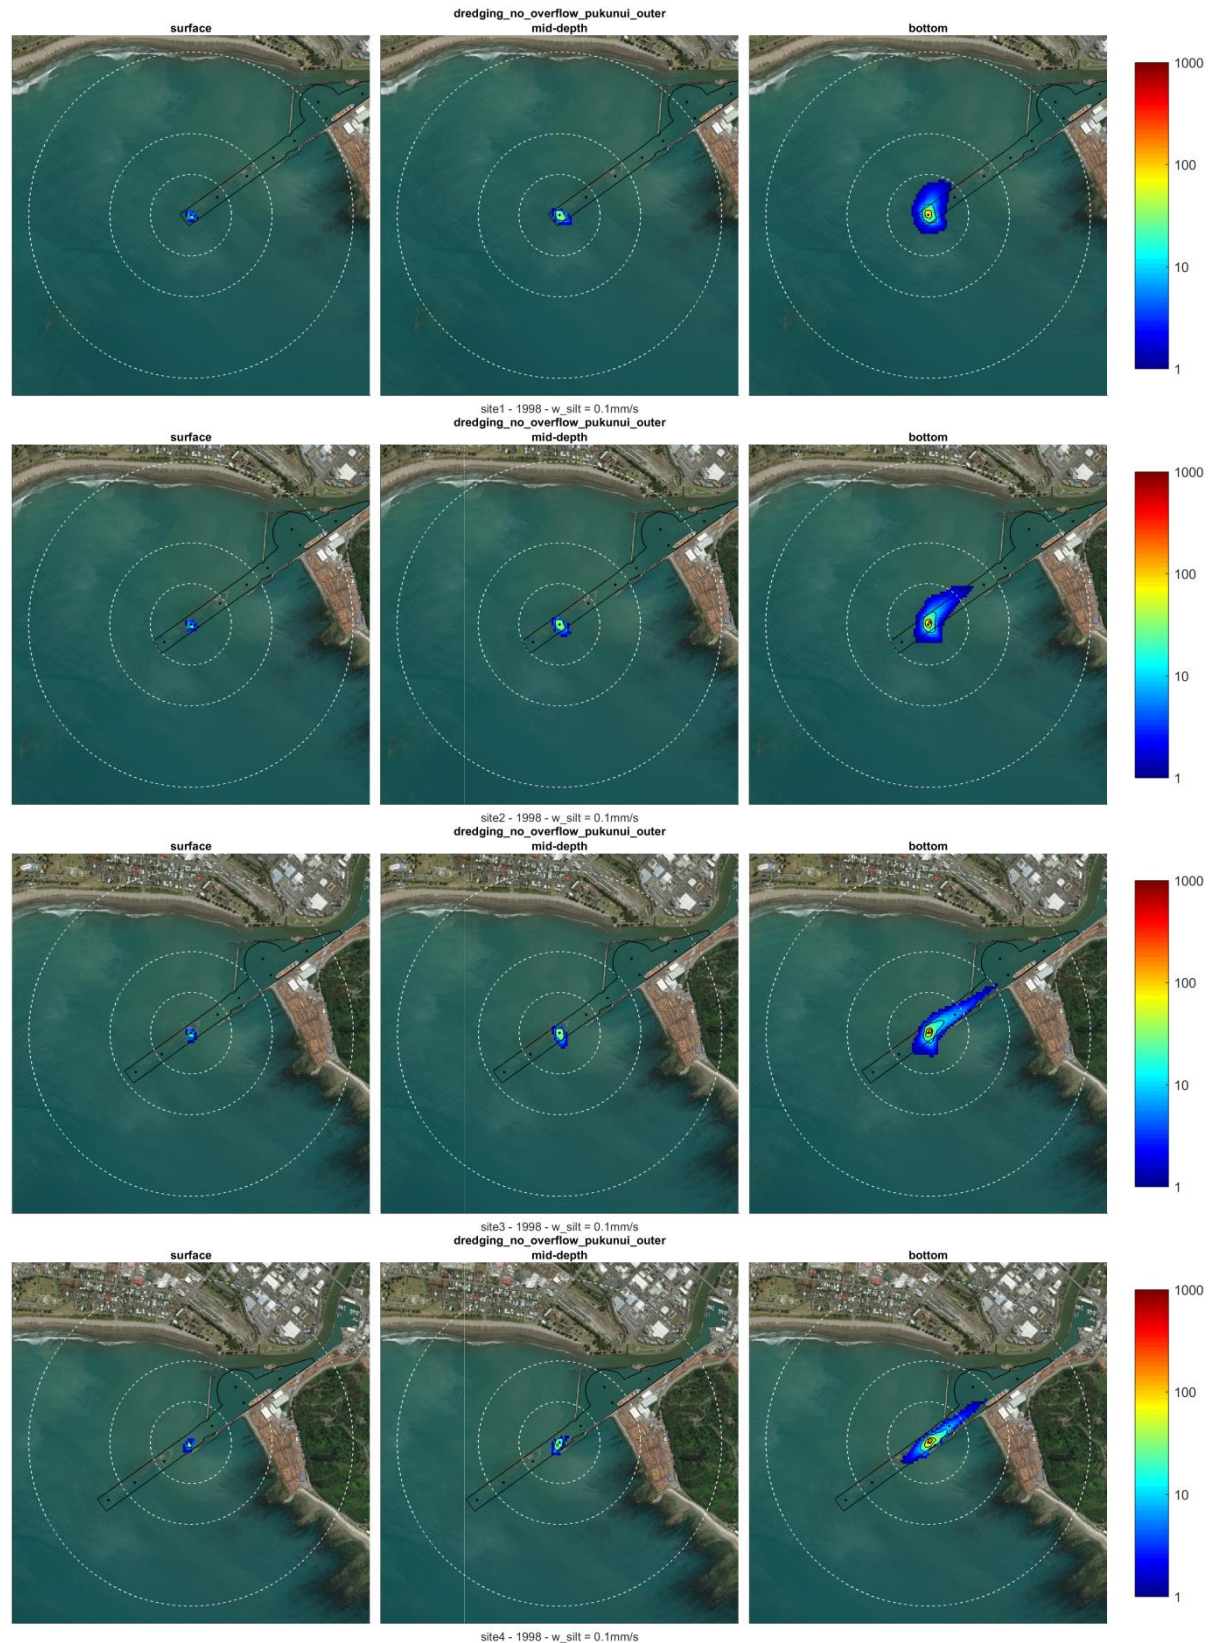 dredging_no_overflow_pukunui_outer
surface
mid-depth
bottom
1000
100
10
1
site1 - 1998 - w_silt = 0.1mm/s
dredging_no_overflow_pukunui_outer
surface
mid-depth
bottom
1000
100
10
1
site2 - 1998 - w_silt = 0.1mm/s
dredging_no_overflow_pukunui_outer
surface
mid-depth
bottom
1000
100
10
1
site3 - 1998 - w_silt = 0.1mm/s
dredging_no_overflow_pukunui_outer
surface
mid-depth
bottom
1000
100
10
1
site4 - 1998 - w_silt = 0.1mm/s